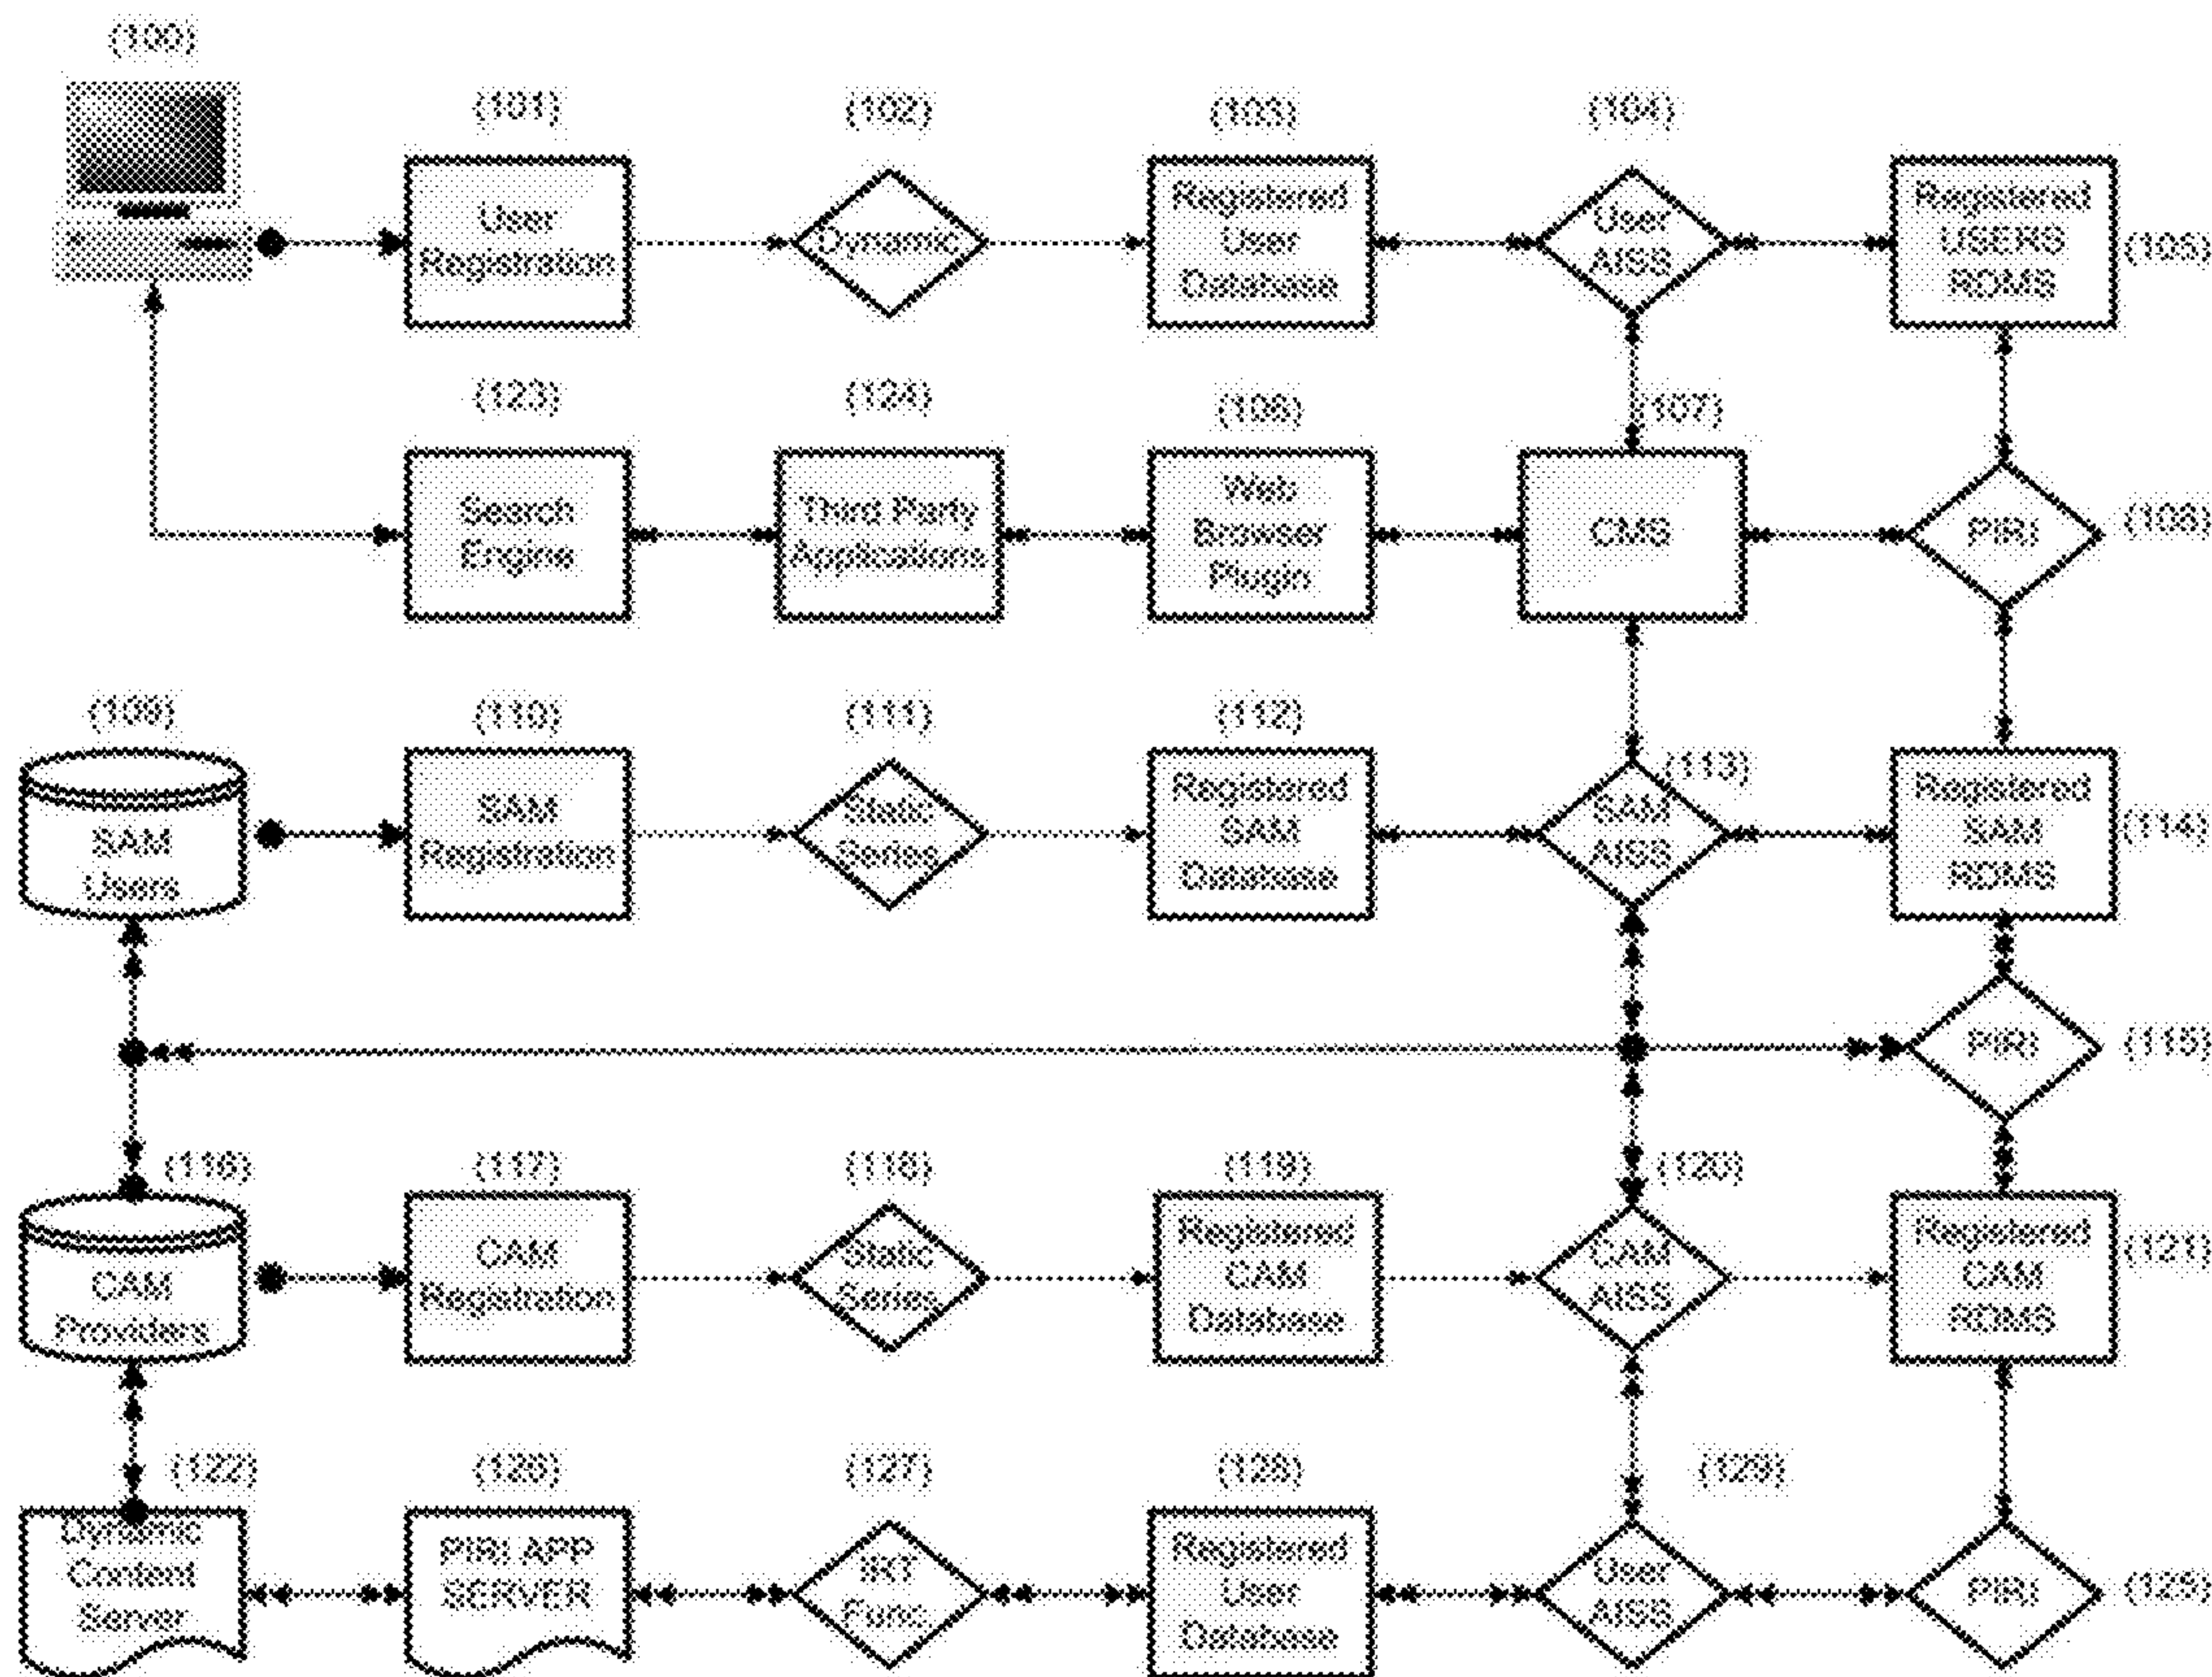 (100)
(101)
(102)
(103)
(104)
User
Registration
Dynamic
Registered
User
Database
User
AISS
Registered
USERS
RDMS
(105)
(123)
(124)
(106)
(107)
Search
Engine
Third Party
Applications
Web
Browser
Plugin
CMS
PIRI
(108)
(109)
(110)
(111)
(112)
(113)
SAM
Users
SAM
Registration
Static
Series
Registered
SAM
Database
SAM
AISS
Registered
SAM
RDMS
(114)
PIRI
(115)
(116)
(117)
(118)
(119)
(120)
CAM
Providers
CAM
Registration
Static
Series
Registered
CAM
Database
CAM
AISS
Registered
CAM
RDMS
(121)
(122)
(126)
(127)
(128)
(129)
Dynamic
Content
Server
PIRI APP
SERVER
IRT
Func
Registered
User
Database
User
AISS
PIRI
(125)